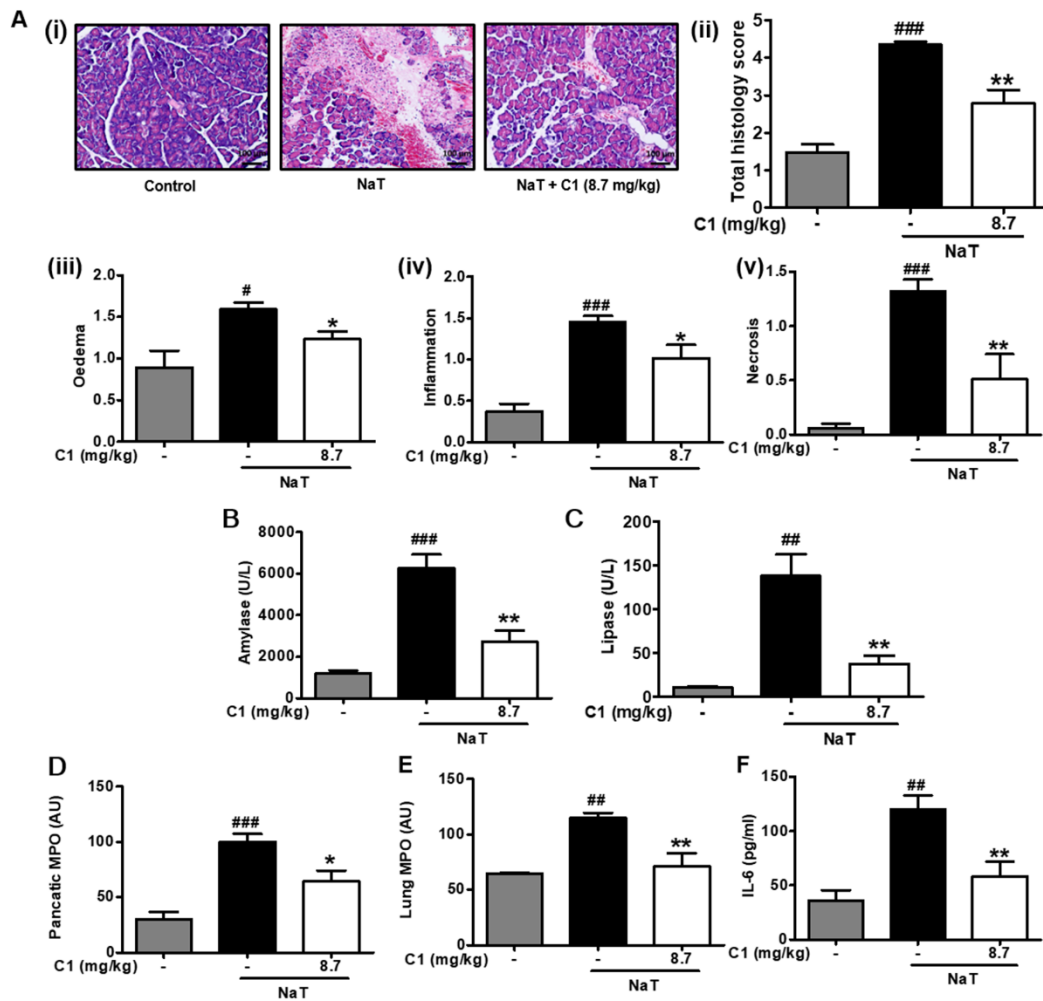 A
(i)
100 μm
100 μm
100 μm
Control
NaT
NaT + C1 (8.7 mg/kg)
(ii)
Total histology score
5
4
3
2
1
0
###
**
C1 (mg/kg)
-
-
8.7
NaT
(iii)
Oedema
2.0
1.5
1.0
0.5
0.0
#
*
C1 (mg/kg)
-
-
8.7
NaT
(iv)
Inflammation
2.0
1.5
1.0
0.5
0.0
###
*
C1 (mg/kg)
-
-
8.7
NaT
(v)
Necrosis
1.5
1.0
0.5
0.0
###
**
C1 (mg/kg)
-
-
8.7
NaT
B
Amylase (U/L)
8000
6000
4000
2000
0
###
**
C1 (mg/kg)
-
-
8.7
NaT
C
Lipase (U/L)
200
150
100
50
0
##
**
C1 (mg/kg)
-
-
8.7
NaT
D
Pancatic MPO (AU)
150
100
50
0
###
*
C1 (mg/kg)
-
-
8.7
NaT
E
Lung MPO (AU)
150
100
50
0
##
**
C1 (mg/kg)
-
-
8.7
NaT
F
IL-6 (pg/ml)
150
100
50
0
##
**
C1 (mg/kg)
-
-
8.7
NaT